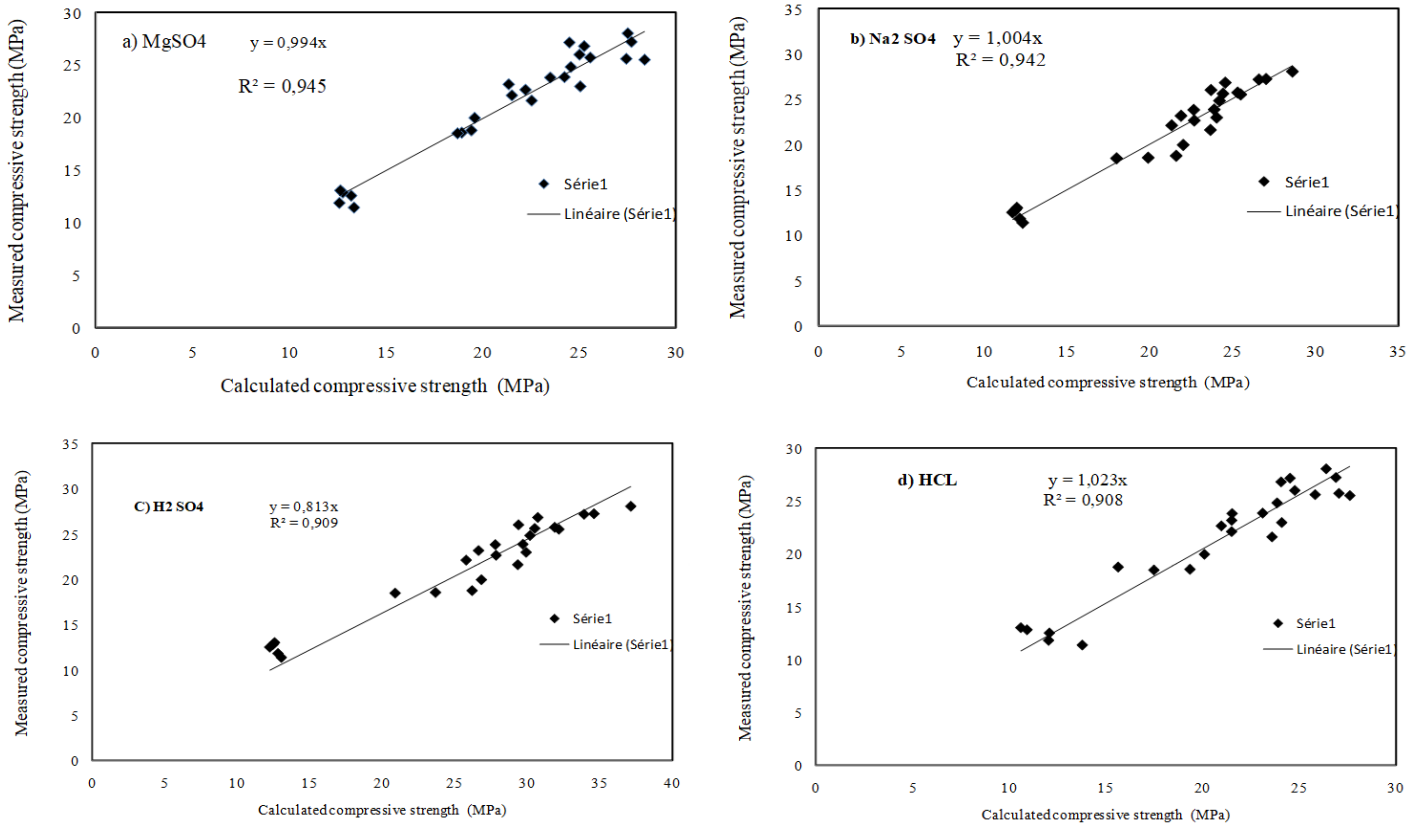 a) MgSO4
y = 0,994x
R² = 0,945
Measured compressive strength (MPa)
30
25
20
15
10
5
0
Série1
Linéaire (Série1)
0 5 10 15 20 25 30
Calculated compressive strength (MPa)
b) Na2 SO4
y = 1,004x
R² = 0,942
Measured compressive strength (MPa)
35
30
25
20
15
10
5
0
Série1
Linéaire (Série1)
0 5 10 15 20 25 30 35
Calculated compressive strength (MPa)
C) H2 SO4
y = 0,813x
R² = 0,909
Measured compressive strength (MPa)
35
30
25
20
15
10
5
0
Série1
Linéaire (Série1)
0 5 10 15 20 25 30 35 40
Calculated compressive strength (MPa)
d) HCL
y = 1,023x
R² = 0,908
Measured compressive strength (MPa)
30
25
20
15
10
5
0
Série1
Linéaire (Série1)
0 5 10 15 20 25 30
Calculated compressive strength (MPa)